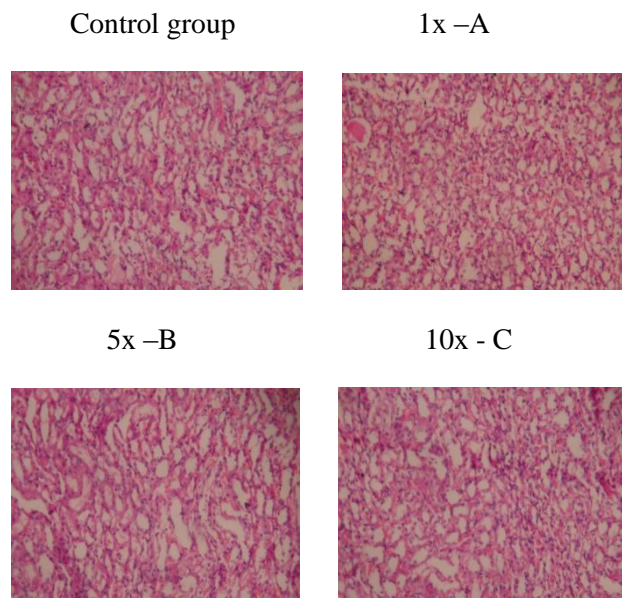 Control group
1x –A
5x –B
10x - C